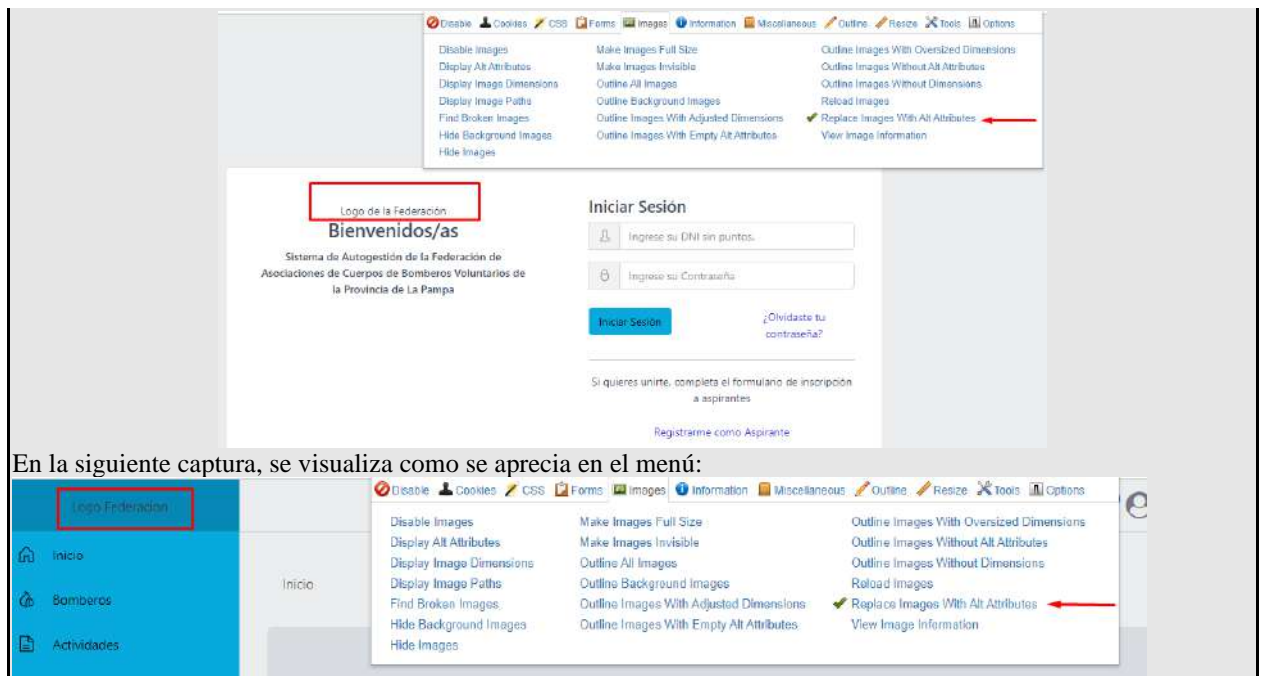 Disable Cookies CSS Forms Images Information Miscellaneous Outline Resize Tools Options
Disable Images Make Images Full Size Outline Images With Oversized Dimensions
Display Alt Attributes Make Images Invisible Outline Images Without Alt Attributes
Display Image Dimensions Outline All Images Outline Images Without Dimensions
Display Image Paths Outline Background Images Reload Images
Find Broken Images Outline Images With Adjusted Dimensions Replace Images With Alt Attributes
Hide Background Images Outline Images With Empty Alt Attributes View Image Information
Hide Images
Logo de la Federación
Bienvenidos/as
Sistema de Autogestión de la Federación de
Asociaciones de Cuerpos de Bomberos Voluntarios de
la Provincia de La Pampa
Iniciar Sesión
Ingrese su DNI sin puntos.
Ingrese su Contraseña
Iniciar Sesión
¿Olvidaste tu
contraseña?
Si quieres unirte, completa el formulario de inscripción
a aspirantes
Registrarme como Aspirante
En la siguiente captura, se visualiza como se aprecia en el menú:
Logo Federacion
Inicio
Bomberos
Actividades
Inicio
Disable Cookies CSS Forms Images Information Miscellaneous Outline Resize Tools Options
Disable Images Make Images Full Size Outline Images With Oversized Dimensions
Display Alt Attributes Make Images Invisible Outline Images Without Alt Attributes
Display Image Dimensions Outline All Images Outline Images Without Dimensions
Display Image Paths Outline Background Images Reload Images
Find Broken Images Outline Images With Adjusted Dimensions Replace Images With Alt Attributes
Hide Background Images Outline Images With Empty Alt Attributes View Image Information
Hide Images